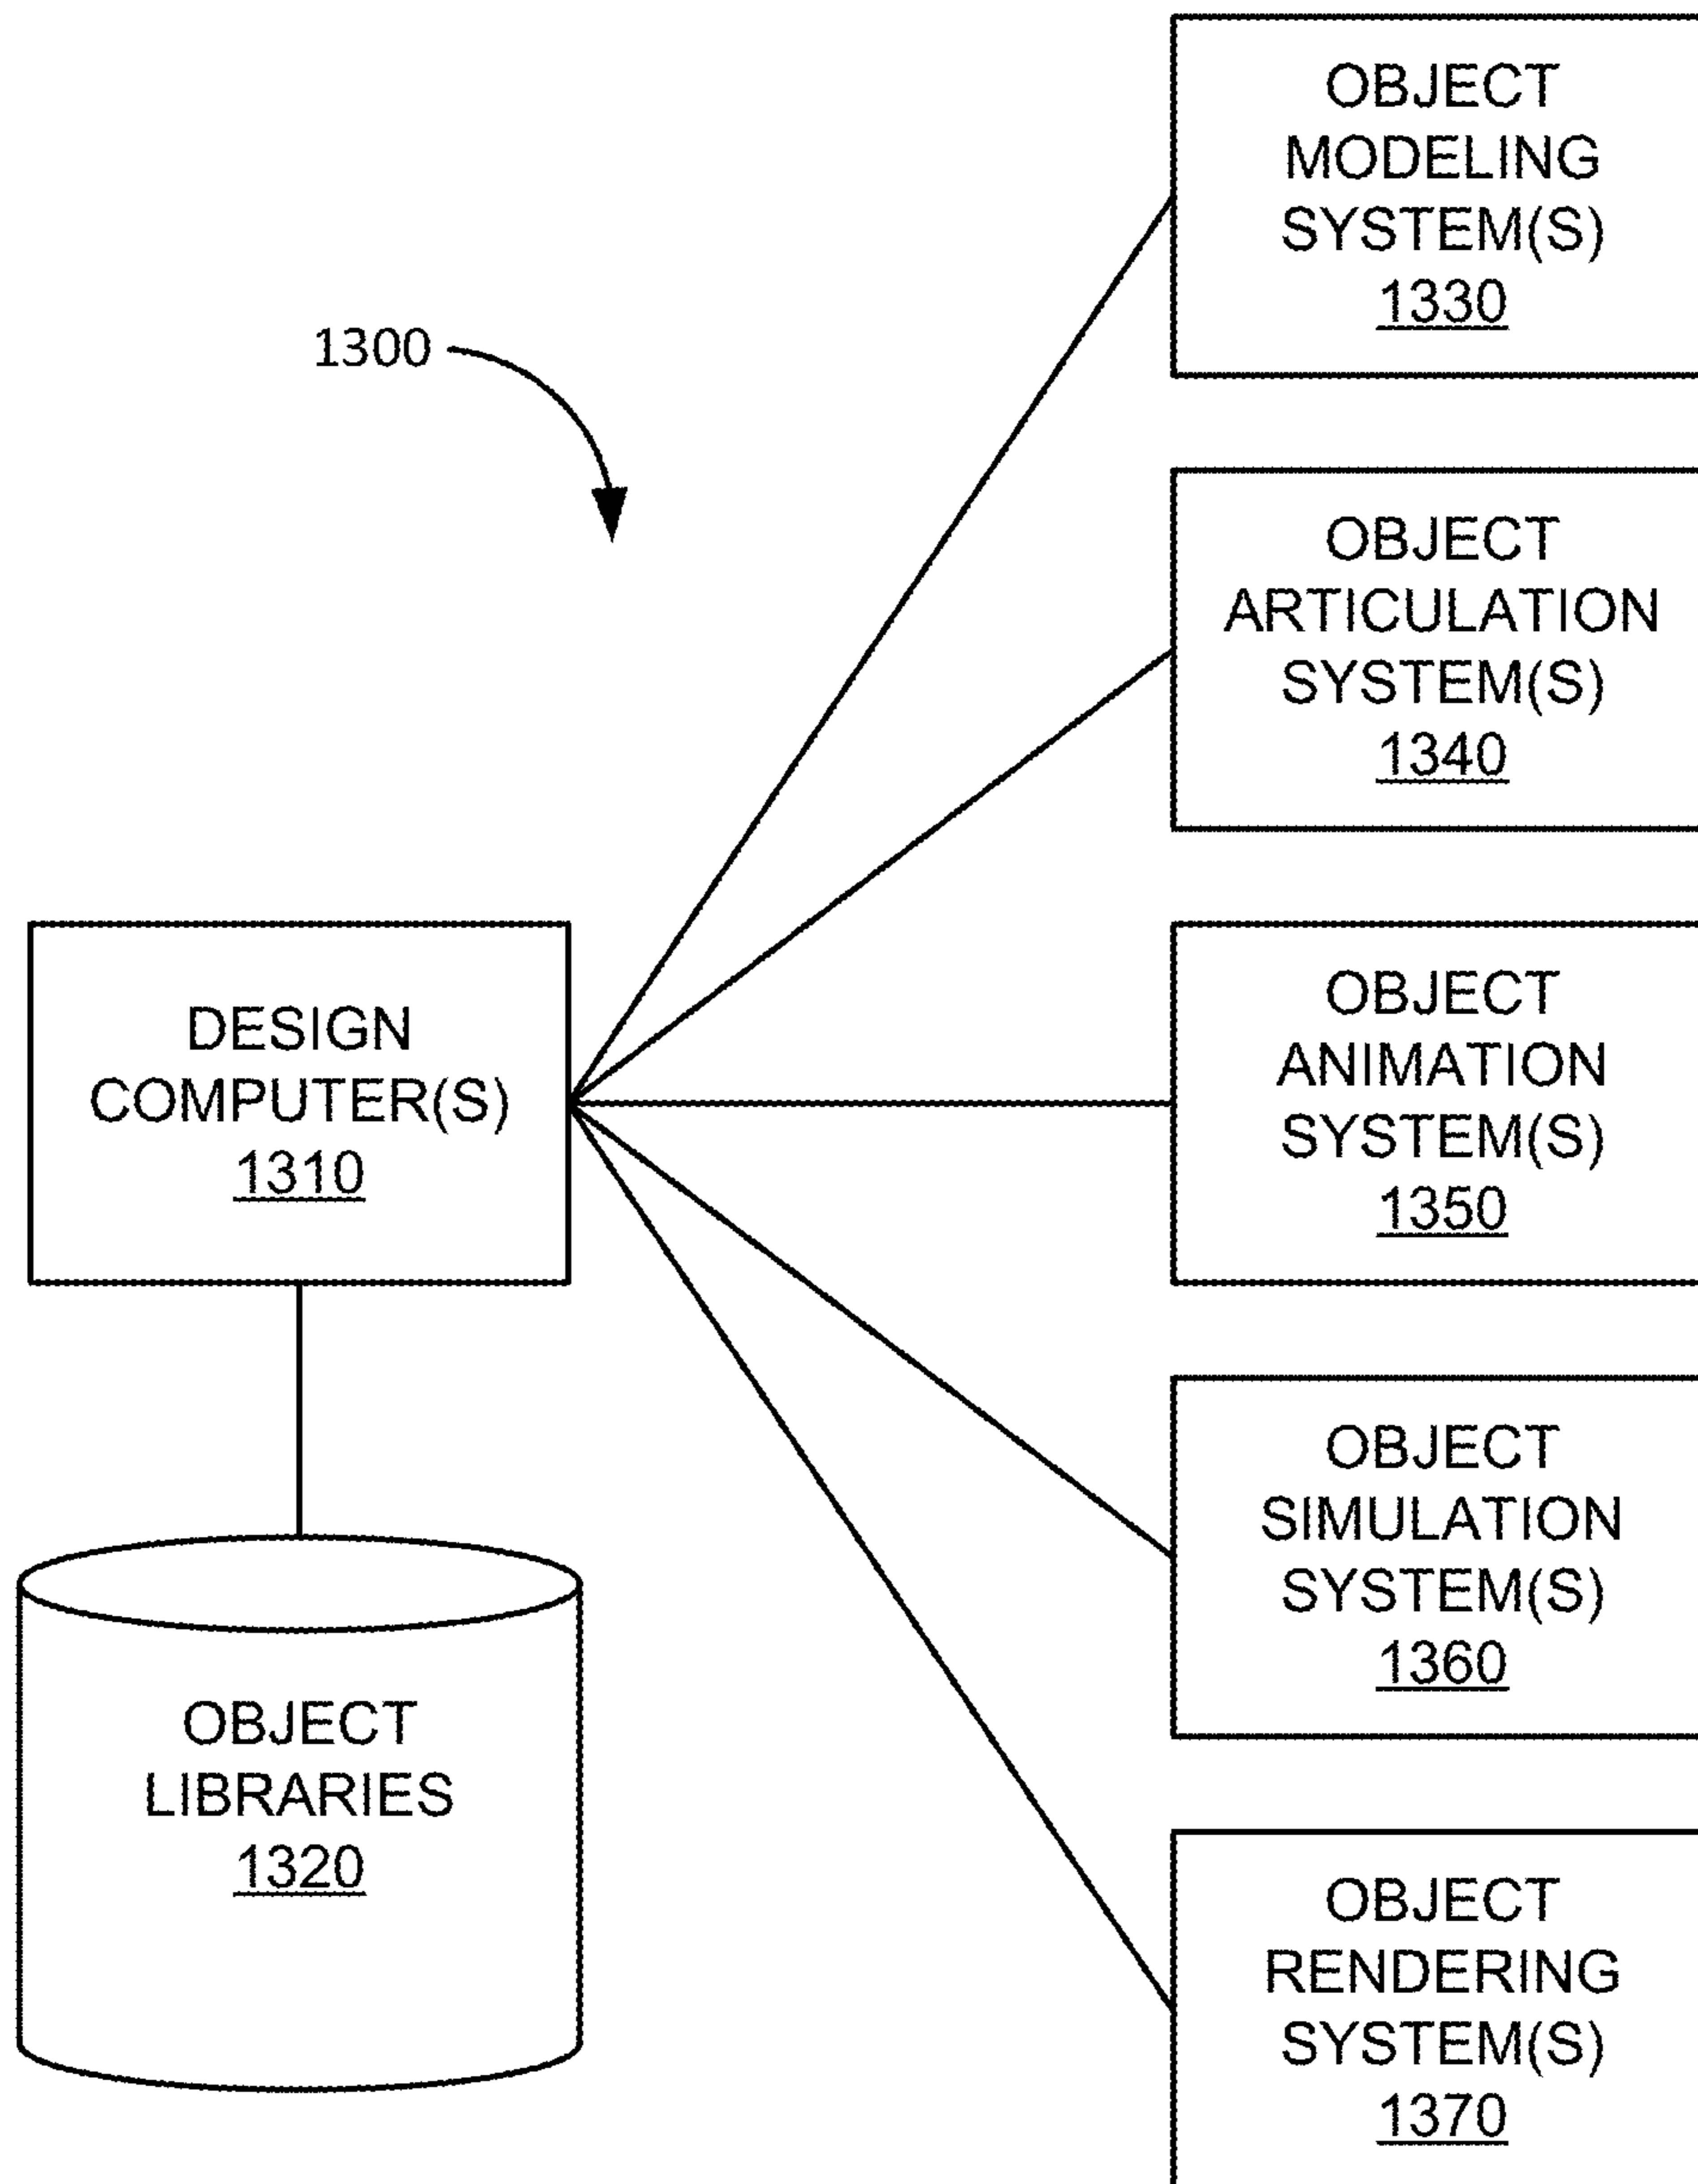 1300
OBJECT
MODELING
SYSTEM(S)
1330
OBJECT
ARTICULATION
SYSTEM(S)
1340
DESIGN
COMPUTER(S)
1310
OBJECT
ANIMATION
SYSTEM(S)
1350
OBJECT
SIMULATION
SYSTEM(S)
1360
OBJECT
LIBRARIES
1320
OBJECT
RENDERING
SYSTEM(S)
1370